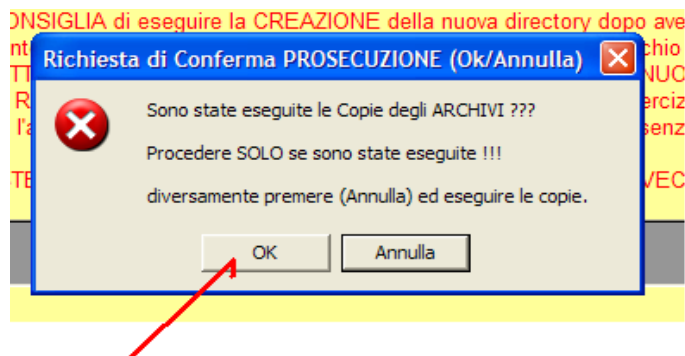 ONSIGLIA di eseguire la CREAZIONE della nuova directory dopo ave
Richiesta di Conferma PROSECUZIONE (Ok/Annulla)
Sono state eseguite le Copie degli ARCHIVI ???
Procedere SOLO se sono state eseguite !!!
diversamente premere (Annulla) ed eseguire le copie.
OK
Annulla